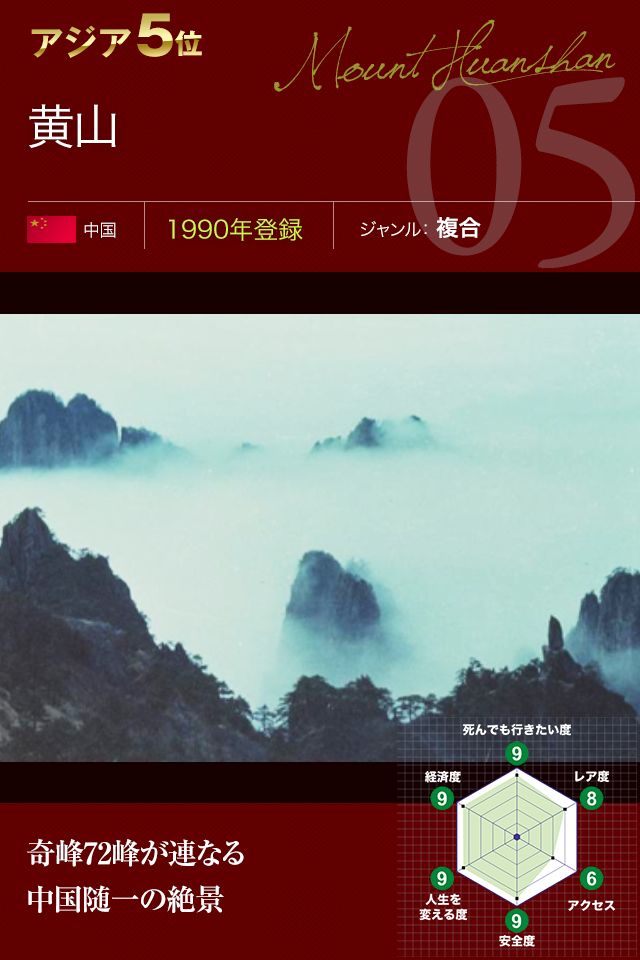 アジア5位
Mount Huanshan
黄山
05
中国
1990年登録
ジャンル：複合
死んでも行きたい度
9
経済度
9
レア度
8
9
人生を
変える度
6
アクセス
9
安全度
奇峰72峰が連なる
中国随一の絶景